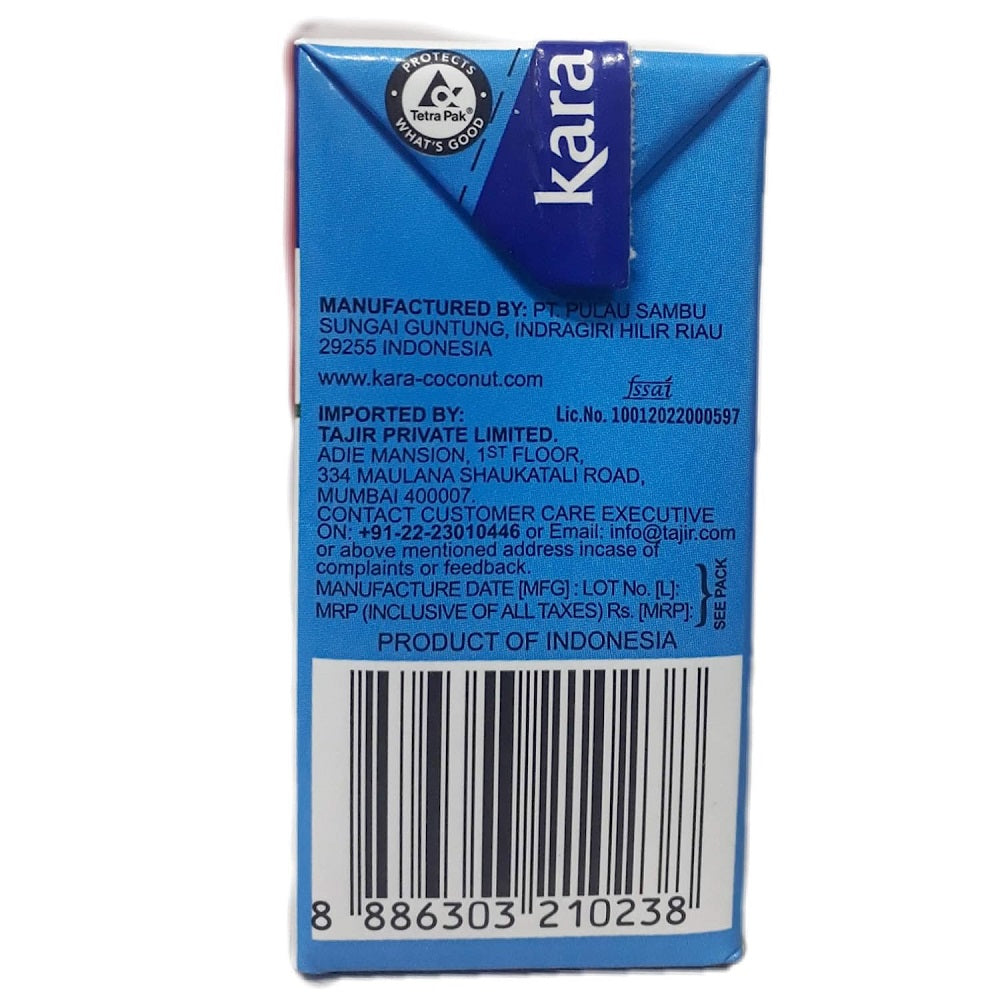 PROTECTS
Tetra Pak®
WHAT'S GOOD
kara
MANUFACTURED BY: PT. PULAU SAMBU
SUNGAI GUNTUNG, INDRAGIRI HILIR RIAU
29255 INDONESIA
www.kara-coconut.com
fssai
Lic.No. 10012022000597
IMPORTED BY:
TAJIR PRIVATE LIMITED.
ADIE MANSION, 1ST FLOOR,
334 MAULANA SHAUKATALI ROAD,
MUMBAI 400007.
CONTACT CUSTOMER CARE EXECUTIVE
ON: +91-22-23010446 or Email: info@tajir.com
or above mentioned address incase of
complaints or feedback.
MANUFACTURE DATE [MFG] : LOT No. [L]:
MRP (INCLUSIVE OF ALL TAXES) Rs. [MRP]:
SEE PACK
PRODUCT OF INDONESIA
8 886303 210238